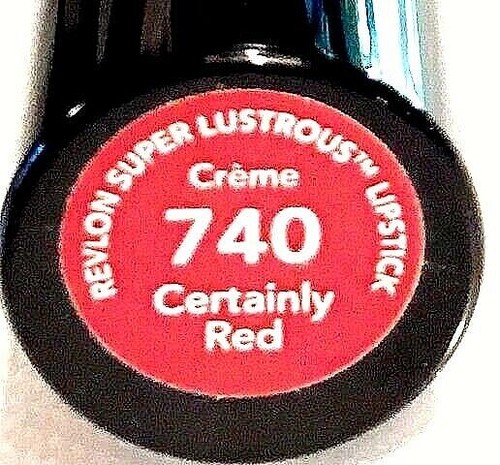 REVLON SUPER LUSTROUS™ LIPSTICK
Crème
740
Certainly
Red